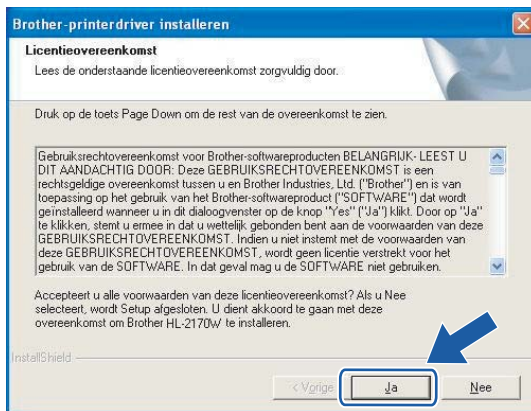 Brother-printerdriver installeren
Licentieovereenkomst
Lees de onderstaande licentieovereenkomst zorgvuldig door.
Druk op de toets Page Down om de rest van de overeenkomst te zien.
Gebruiksrechtovereenkomst voor Brother-softwareproducten BELANGRIJK- LEEST U
DIT AANDACHTIG DOOR: Deze GEBRUIKSRECHTOVEREENKOMST is een
rechtsgeldige overeenkomst tussen u en Brother Industries, Ltd. ("Brother") en is van
toepassing op het gebruik van het Brother-softwareproduct ("SOFTWARE") dat wordt
geïnstalleerd wanneer u in dit dialoogvenster op de knop "Yes" ("Ja") klikt. Door op "Ja"
te klikken, stemt u ermee in dat u wettelijk gebonden bent aan de voorwaarden van deze
GEBRUIKSRECHTOVEREENKOMST. Indien u niet instemt met de voorwaarden van
deze GEBRUIKSRECHTOVEREENKOMST, wordt geen licentie verstrekt voor het
gebruik van de SOFTWARE. In dat geval mag u de SOFTWARE niet gebruiken.
Accepteert u alle voorwaarden van deze licentieovereenkomst? Als u Nee
selecteert, wordt Setup afgesloten. U dient akkoord te gaan met deze
overeenkomst om Brother HL-2170W te installeren.
InstallShield
< Vorige
Ja
Nee